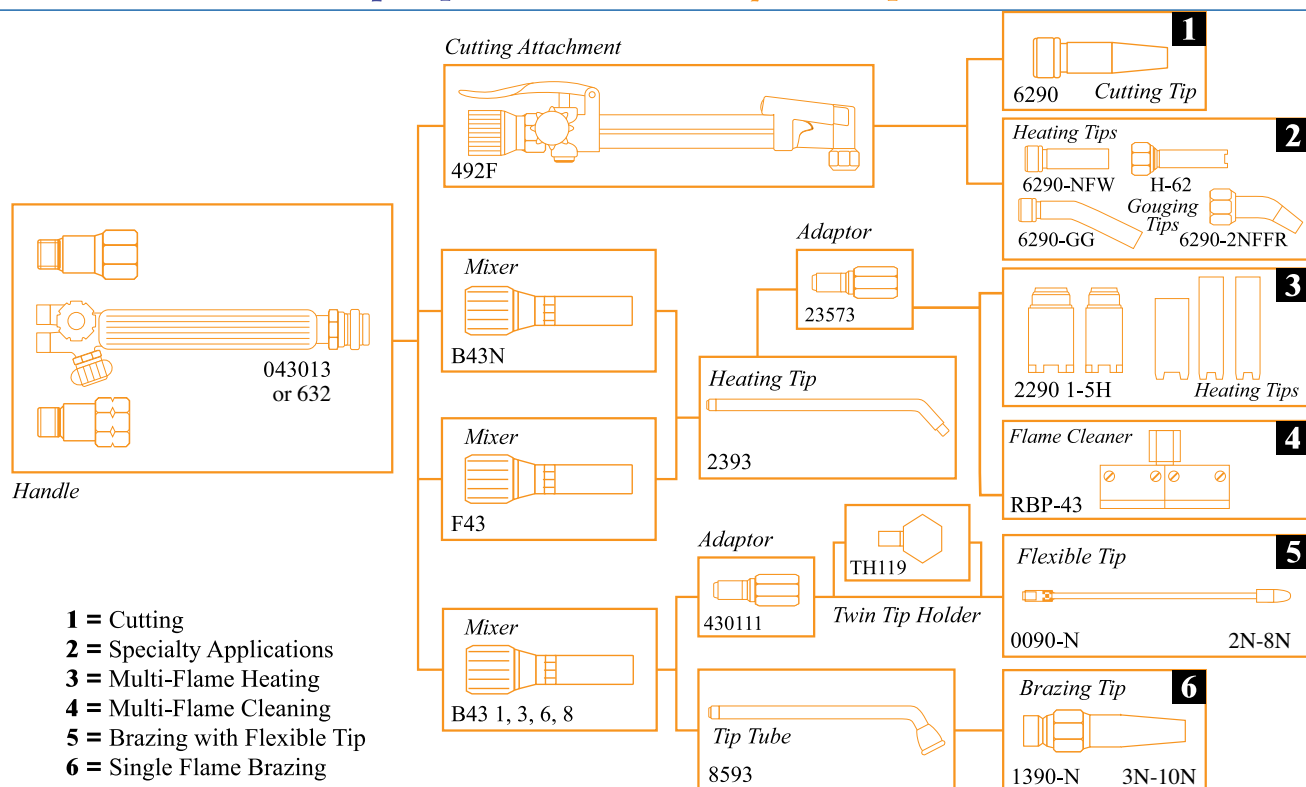 Cutting Attachment
492F
1
6290
Cutting Tip
Heating Tips
2
6290-NFW
H-62
Gouging
Tips
6290-GG
6290-2NFFR
043013
or 632
Handle
Mixer
B43N
Adaptor
23573
3
2290 1-5H
Heating Tips
Heating Tip
2393
Mixer
F43
Flame Cleaner
4
RBP-43
Adaptor
430111
TH119
Twin Tip Holder
Flexible Tip
5
0090-N
2N-8N
Mixer
B43 1, 3, 6, 8
Tip Tube
8593
Brazing Tip
6
1390-N
3N-10N
1 = Cutting
2 = Specialty Applications
3 = Multi-Flame Heating
4 = Multi-Flame Cleaning
5 = Brazing with Flexible Tip
6 = Single Flame Brazing